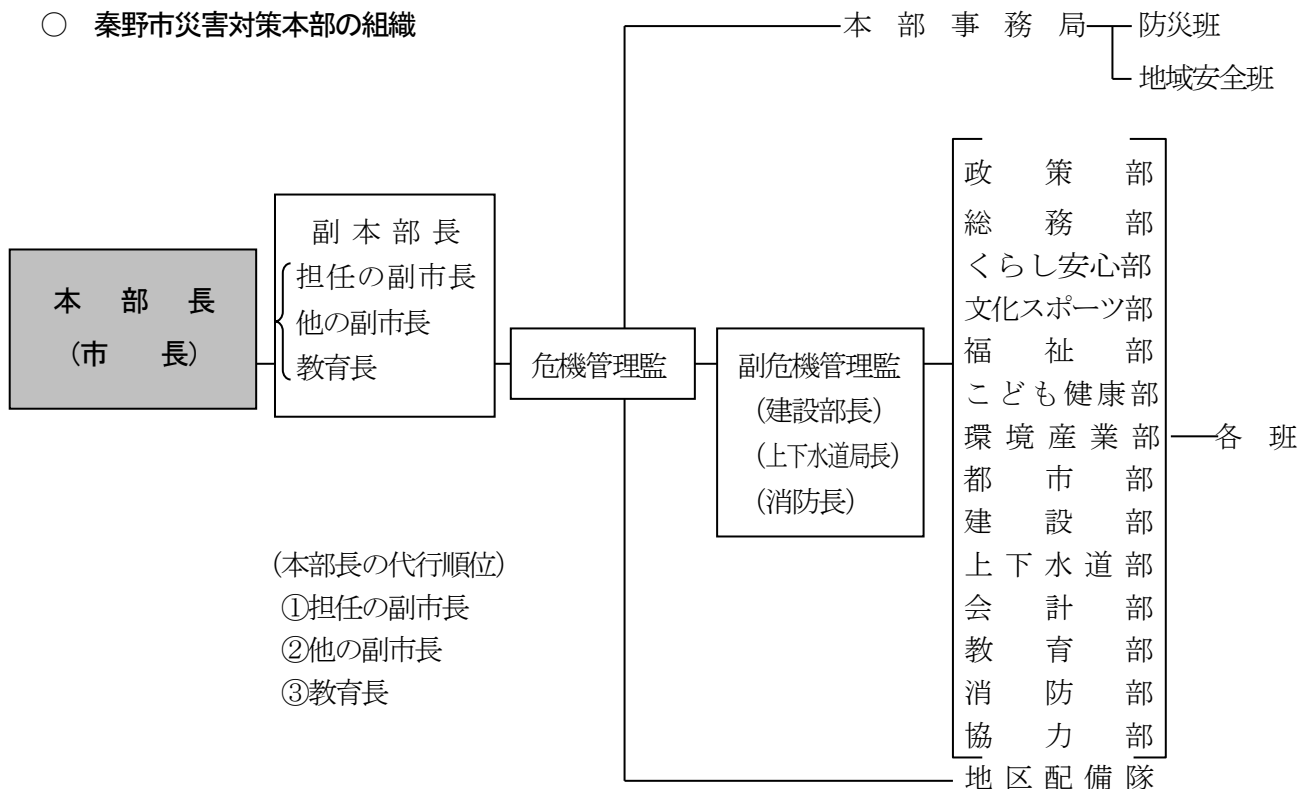 ○ 秦野市災害対策本部の組織
本部事務局
防災班
地域安全班
本部長
(市長)
副本部長
担任の副市長
他の副市長
教育長
危機管理監
副危機管理監
(建設部長)
(上下水道局長)
(消防長)
政策部
総務部
くらし安心部
文化スポーツ部
福祉部
こども健康部
環境産業部
都市部
建設部
上下水道部
会計部
教育部
消防部
協力部
各班
地区配備隊
(本部長の代行順位)
①担任の副市長
②他の副市長
③教育長